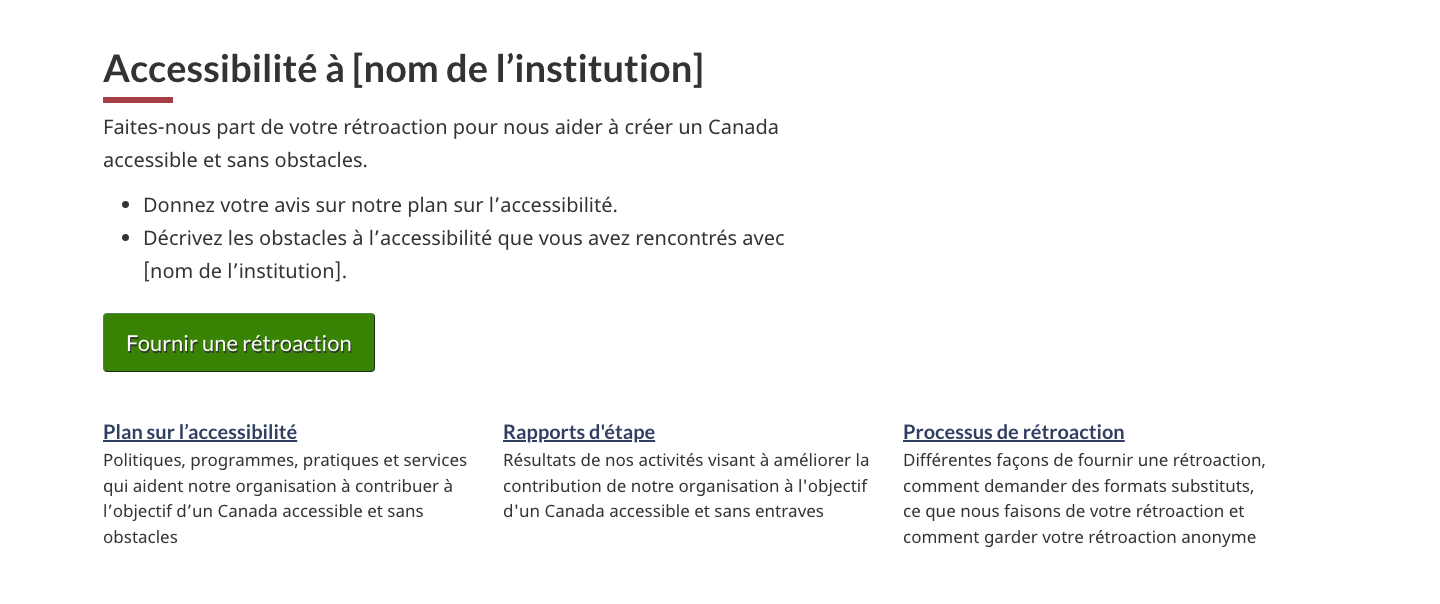 Accessibilité à [nom de l’institution]
Faites-nous part de votre rétroaction pour nous aider à créer un Canada
accessible et sans obstacles.
• Donnez votre avis sur notre plan sur l’accessibilité.
• Décrivez les obstacles à l’accessibilité que vous avez rencontrés avec
[nom de l’institution].
Fournir une rétroaction
Plan sur l’accessibilité
Politiques, programmes, pratiques et services
qui aident notre organisation à contribuer à
l’objectif d’un Canada accessible et sans
obstacles
Rapports d'étape
Résultats de nos activités visant à améliorer la
contribution de notre organisation à l'objectif
d'un Canada accessible et sans entraves
Processus de rétroaction
Différentes façons de fournir une rétroaction,
comment demander des formats substituts,
ce que nous faisons de votre rétroaction et
comment garder votre rétroaction anonyme